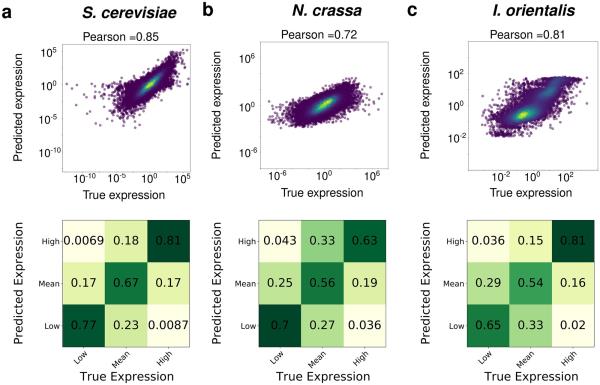 a S. cerevisiae
Pearson =0.85
Predicted expression
10^5
10^0
10^-5
10^-10
10^-10 10^-5 10^0 10^5
True expression
b N. crassa
Pearson =0.72
Predicted expression
10^6
10^0
10^-6
10^-6 10^0 10^6
True expression
c I. orientalis
Pearson =0.81
Predicted expression
10^2
10^0
10^-2
10^-2 10^0 10^2
True expression
Predicted Expression
High 0.0069 0.18 0.81
Mean 0.17 0.67 0.17
Low 0.77 0.23 0.0087
Low Mean High
True Expression
Predicted Expression
High 0.043 0.33 0.63
Mean 0.25 0.56 0.19
Low 0.7 0.27 0.036
Low Mean High
True Expression
Predicted Expression
High 0.036 0.15 0.81
Mean 0.29 0.54 0.16
Low 0.65 0.33 0.02
Low Mean High
True Expression